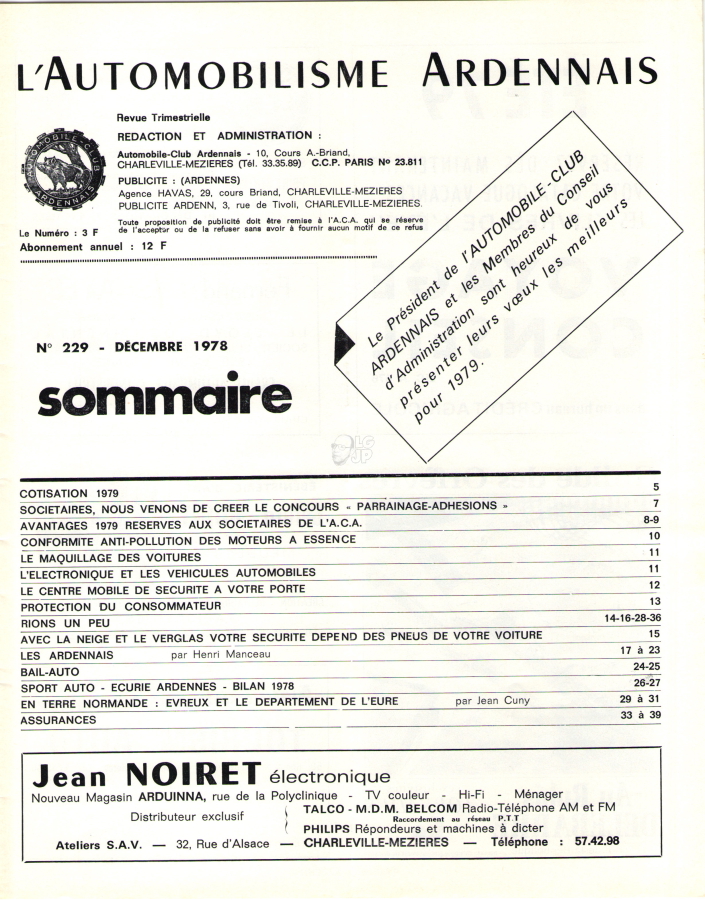 L'AUTOMOBILISME ARDENNAIS
AUTOMOBILE-CLUB
ARDENNAIS
Revue Trimestrielle
REDACTION ET ADMINISTRATION :
Automobile-Club Ardennais - 10, Cours A.-Briand,
CHARLEVILLE-MEZIERES (Tél. 33.35.89) C.C.P. PARIS No 23.811
PUBLICITE : (ARDENNES)
Agence HAVAS, 29, cours Briand, CHARLEVILLE-MEZIERES
PUBLICITE ARDENN, 3, rue de Tivoli, CHARLEVILLE-MEZIERES.
Toute proposition de publicité doit être remise à l'A.C.A. qui se réserve
de l'accepter ou de la refuser sans avoir à fournir aucun motif de ce refus
Le Numéro : 3 F
Abonnement annuel : 12 F
Le Président de l'AUTOMOBILE-CLUB
ARDENNAIS et les Membres du Conseil
d'Administration sont heureux de vous
présenter leurs vœux les meilleurs
pour 1979.
N° 229 - DÉCEMBRE 1978
sommaire
LG
JP
COTISATION 1979 5
SOCIETAIRES, NOUS VENONS DE CREER LE CONCOURS « PARRAINAGE-ADHESIONS » 7
AVANTAGES 1979 RESERVES AUX SOCIETAIRES DE L'A.C.A. 8-9
CONFORMITE ANTI-POLLUTION DES MOTEURS A ESSENCE 10
LE MAQUILLAGE DES VOITURES 11
L'ELECTRONIQUE ET LES VEHICULES AUTOMOBILES 11
LE CENTRE MOBILE DE SECURITE A VOTRE PORTE 12
PROTECTION DU CONSOMMATEUR 13
RIONS UN PEU 14-16-28-36
AVEC LA NEIGE ET LE VERGLAS VOTRE SECURITE DEPEND DES PNEUS DE VOTRE VOITURE 15
LES ARDENNAIS par Henri Manceau 17 à 23
BAIL-AUTO 24-25
SPORT AUTO - ECURIE ARDENNES - BILAN 1978 26-27
EN TERRE NORMANDE : EVREUX ET LE DEPARTEMENT DE L'EURE par Jean Cuny 29 à 31
ASSURANCES 33 à 39
Jean NOIRET électronique
Nouveau Magasin ARDUINNA, rue de la Polyclinique - TV couleur - Hi-Fi - Ménager
Distributeur exclusif
TALCO - M.D.M. BELCOM Radio-Téléphone AM et FM
Raccordement au réseau P.T.T
PHILIPS Répondeurs et machines à dicter
Ateliers S.A.V. — 32, Rue d'Alsace — CHARLEVILLE-MEZIERES — Téléphone : 57.42.98